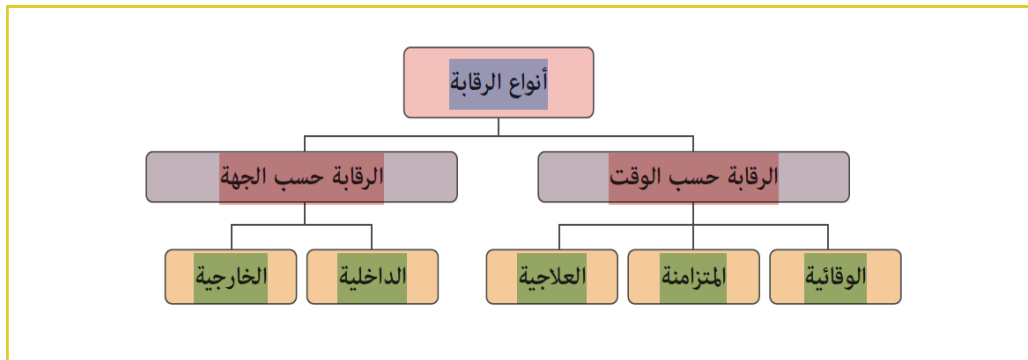 أنواع الرقابة
الرقابة حسب الوقت
الرقابة حسب الجهة
الوقائية
المتزامنة
العلاجية
الداخلية
الخارجية